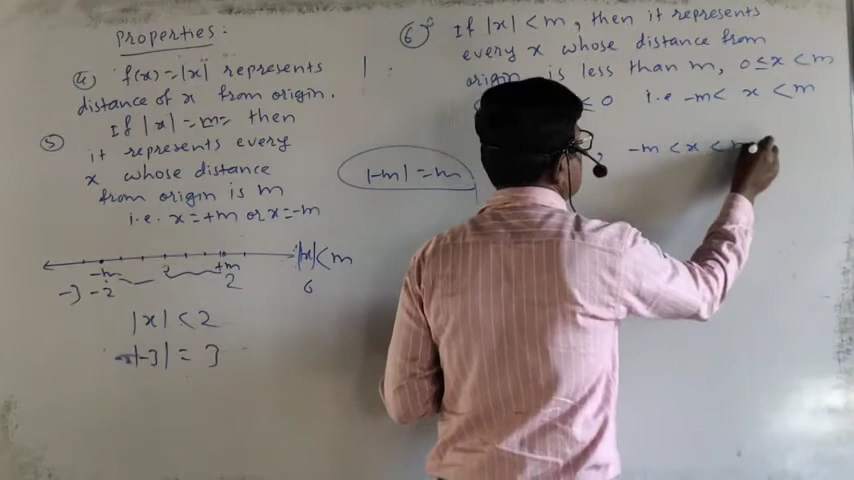 Properties:
④ f(x)=|x| represents
distance of x from origin.
If |x| = m then
⑤ it represents every
x whose distance
from origin is m
i.e. x=+m or x=-m
-m +m |x|<m
-3 -2 2
|x| <2
|-3| = 3
|-m| = m
⑥ If |x| <m, then it represents
every x whose distance from
origin is less than m, 0≤x<m
≤0 i.e -m< x <m
, -m <x <m